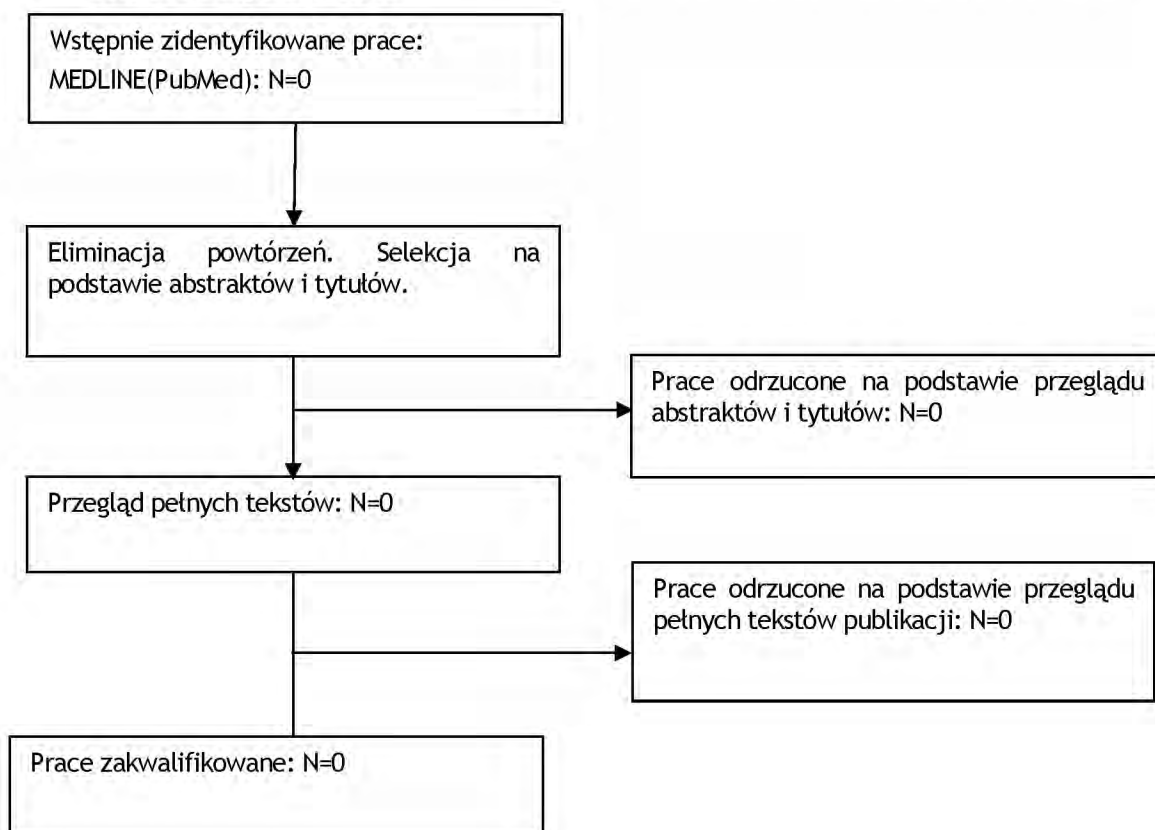 Wstępnie zidentyfikowane prace:
MEDLINE(PubMed): N=0
Eliminacja powtórzeń. Selekcja na
podstawie abstraktów i tytułów.
Prace odrzucone na podstawie przeglądu
abstraktów i tytułów: N=0
Przegląd pełnych tekstów: N=0
Prace odrzucone na podstawie przeglądu
pełnych tekstów publikacji: N=0
Prace zakwalifikowane: N=0